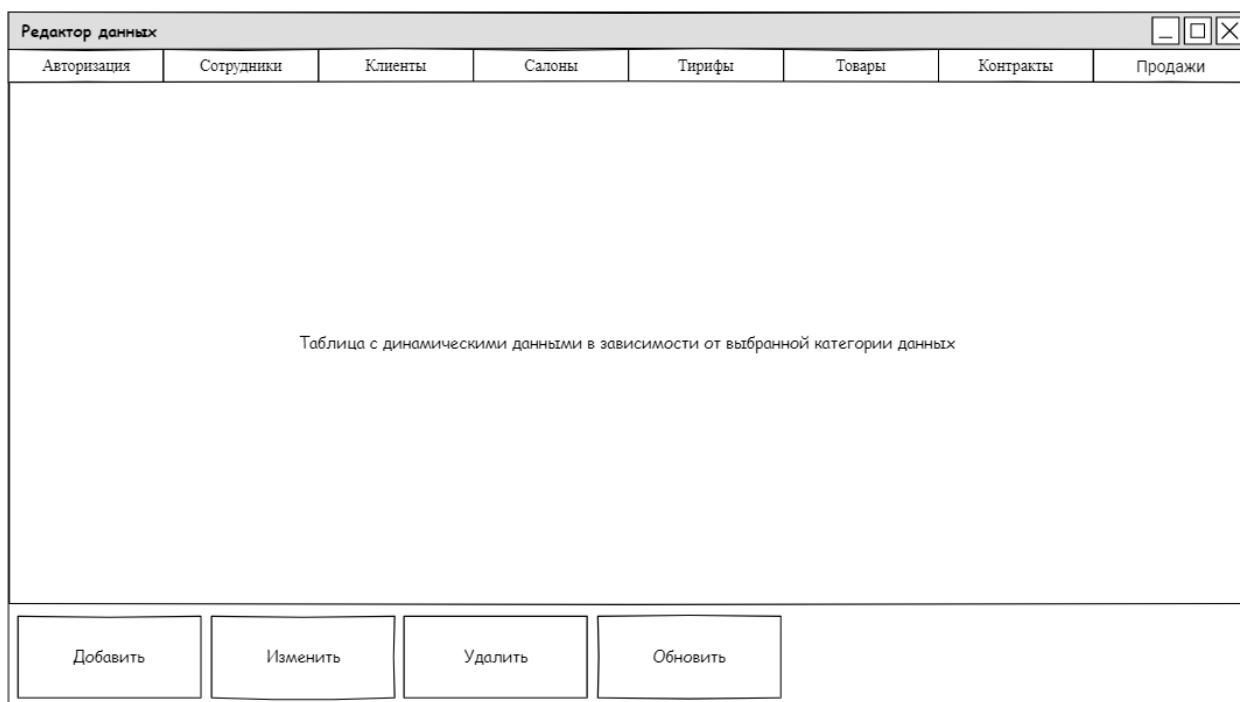 Редактор данных
Авторизация Сотрудники Клиенты Салоны Тирифы Товары Контракты Продажи
Таблица с динамическими данными в зависимости от выбранной категории данных
Добавить Изменить Удалить Обновить